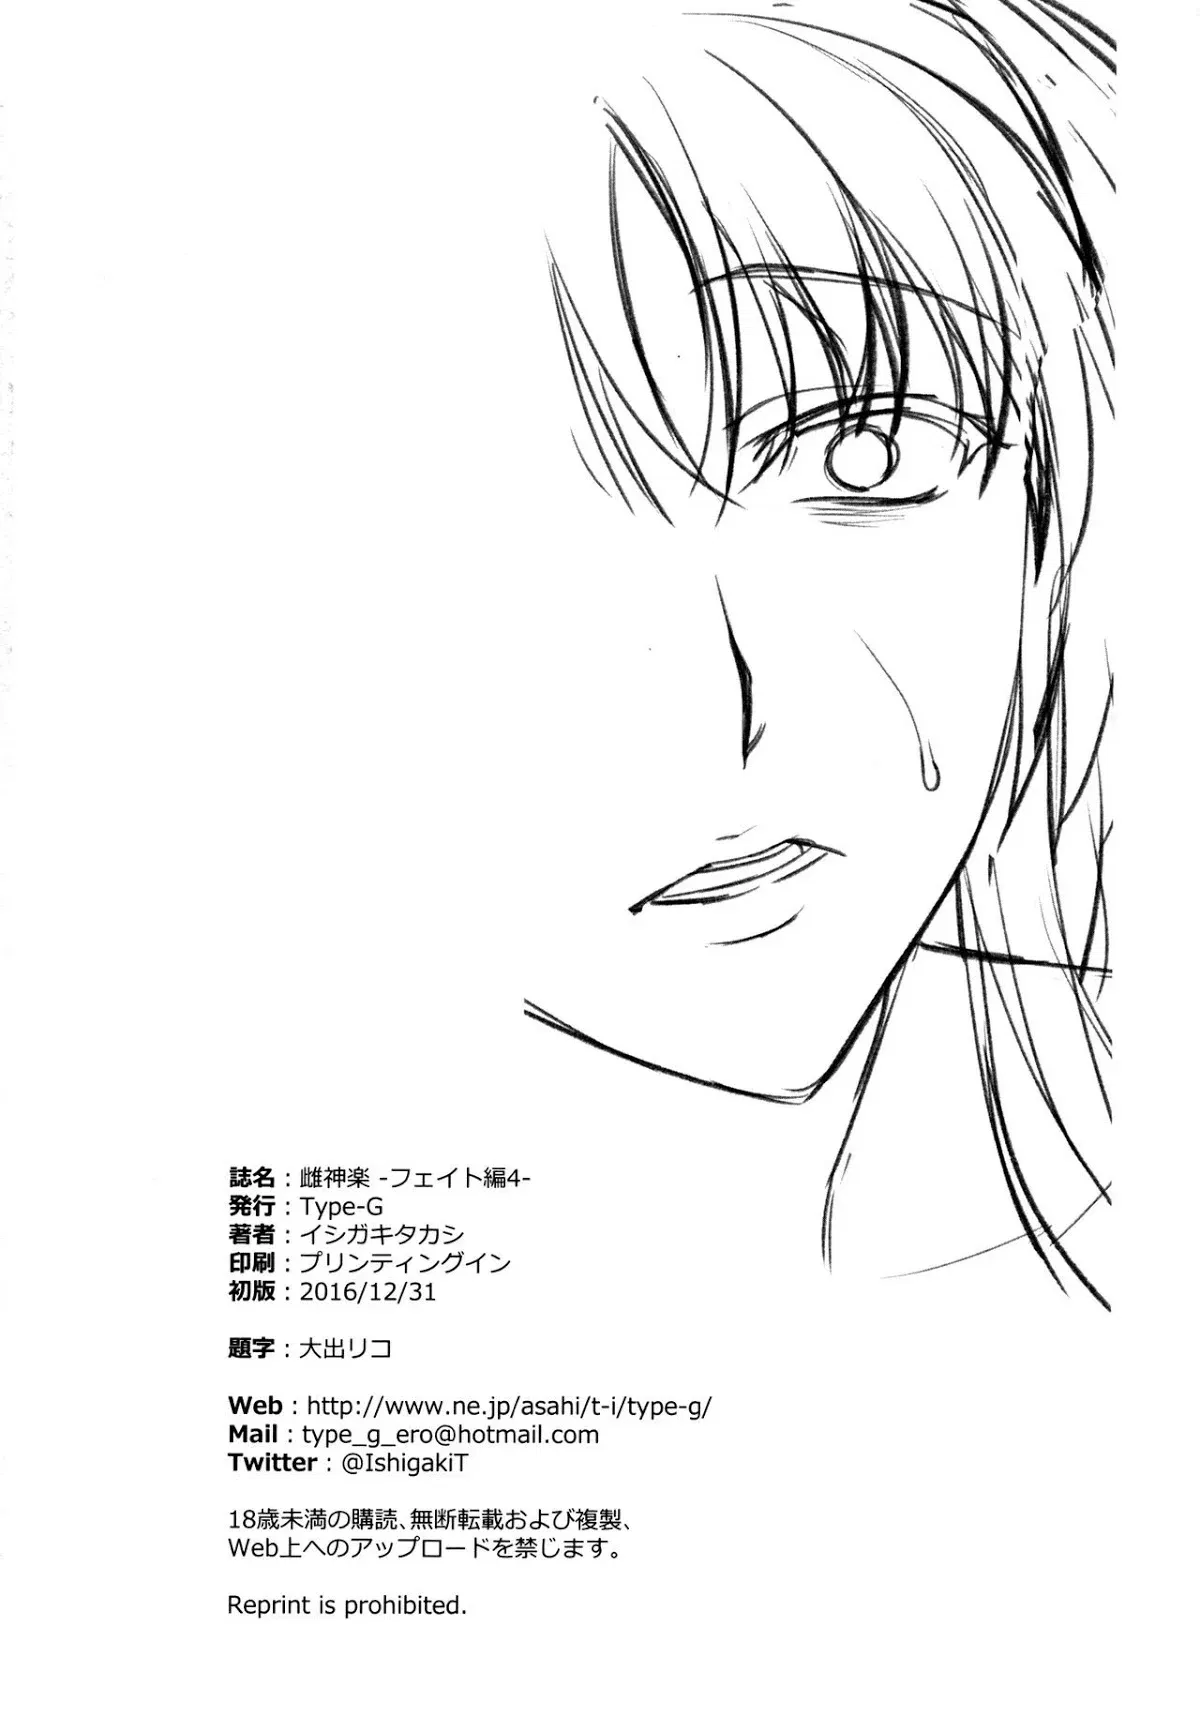 誌名：雌神楽 -フェイト編4-
発行：Type-G
著者：イシガキタカシ
印刷：プリンティングイン
初版：2016/12/31
題字：大出リコ
Web：http://www.ne.jp/asahi/t-i/type-g/
Mail：type_g_ero@hotmail.com
Twitter：@IshigakiT
18歳未満の購読、無断転載および複製、
Web上へのアップロードを禁じます。
Reprint is prohibited.